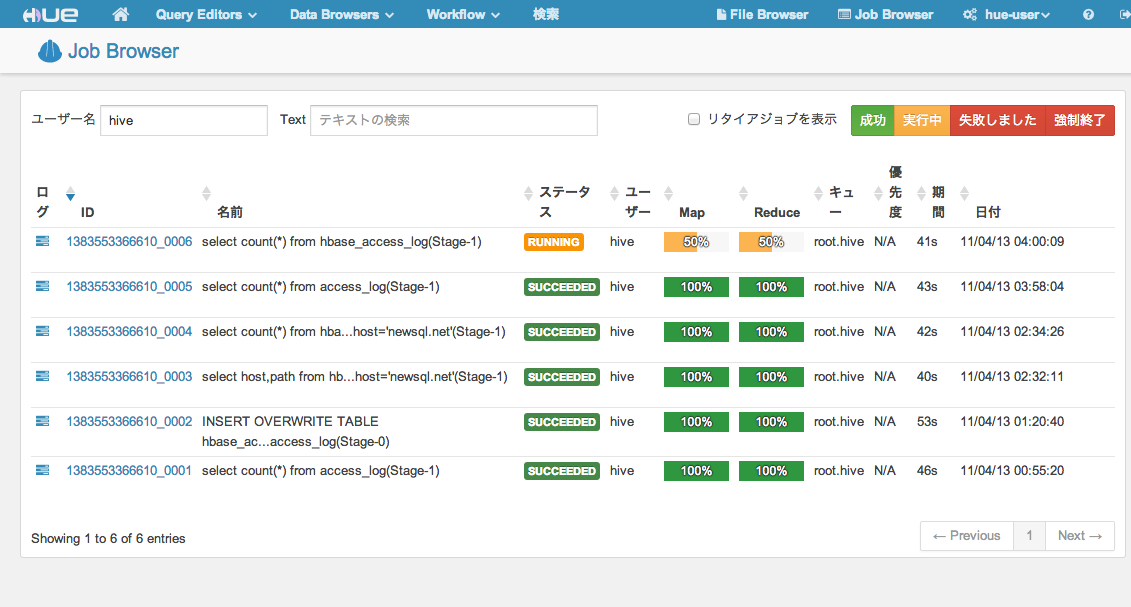 HUE Query Editors Data Browsers Workflow 検索 File Browser Job Browser hue-user
Job Browser
ユーザー名 hive Text テキストの検索 リタイアジョブを表示 成功 実行中 失敗しました 強制終了
ログ ID 名前 ステータス ユーザー Map Reduce キュー 優先度 期間 日付
1383553366610_0006 select count(*) from hbase_access_log(Stage-1) RUNNING hive 50% 50% root.hive N/A 41s 11/04/13 04:00:09
1383553366610_0005 select count(*) from access_log(Stage-1) SUCCEEDED hive 100% 100% root.hive N/A 43s 11/04/13 03:58:04
1383553366610_0004 select count(*) from hba...host='newsql.net'(Stage-1) SUCCEEDED hive 100% 100% root.hive N/A 42s 11/04/13 02:34:26
1383553366610_0003 select host,path from hb...host='newsql.net'(Stage-1) SUCCEEDED hive 100% 100% root.hive N/A 40s 11/04/13 02:32:11
1383553366610_0002 INSERT OVERWRITE TABLE SUCCEEDED hive 100% 100% root.hive N/A 53s 11/04/13 01:20:40
hbase_ac...access_log(Stage-0)
1383553366610_0001 select count(*) from access_log(Stage-1) SUCCEEDED hive 100% 100% root.hive N/A 46s 11/04/13 00:55:20
Showing 1 to 6 of 6 entries ← Previous 1 Next →